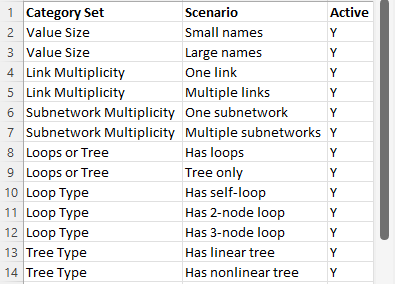 1 Category Set Scenario Active
2 Value Size Small names Y
3 Value Size Large names Y
4 Link Multiplicity One link Y
5 Link Multiplicity Multiple links Y
6 Subnetwork Multiplicity One subnetwork Y
7 Subnetwork Multiplicity Multiple subnetworks Y
8 Loops or Tree Has loops Y
9 Loops or Tree Tree only Y
10 Loop Type Has self-loop Y
11 Loop Type Has 2-node loop Y
12 Loop Type Has 3-node loop Y
13 Tree Type Has linear tree Y
14 Tree Type Has nonlinear tree Y